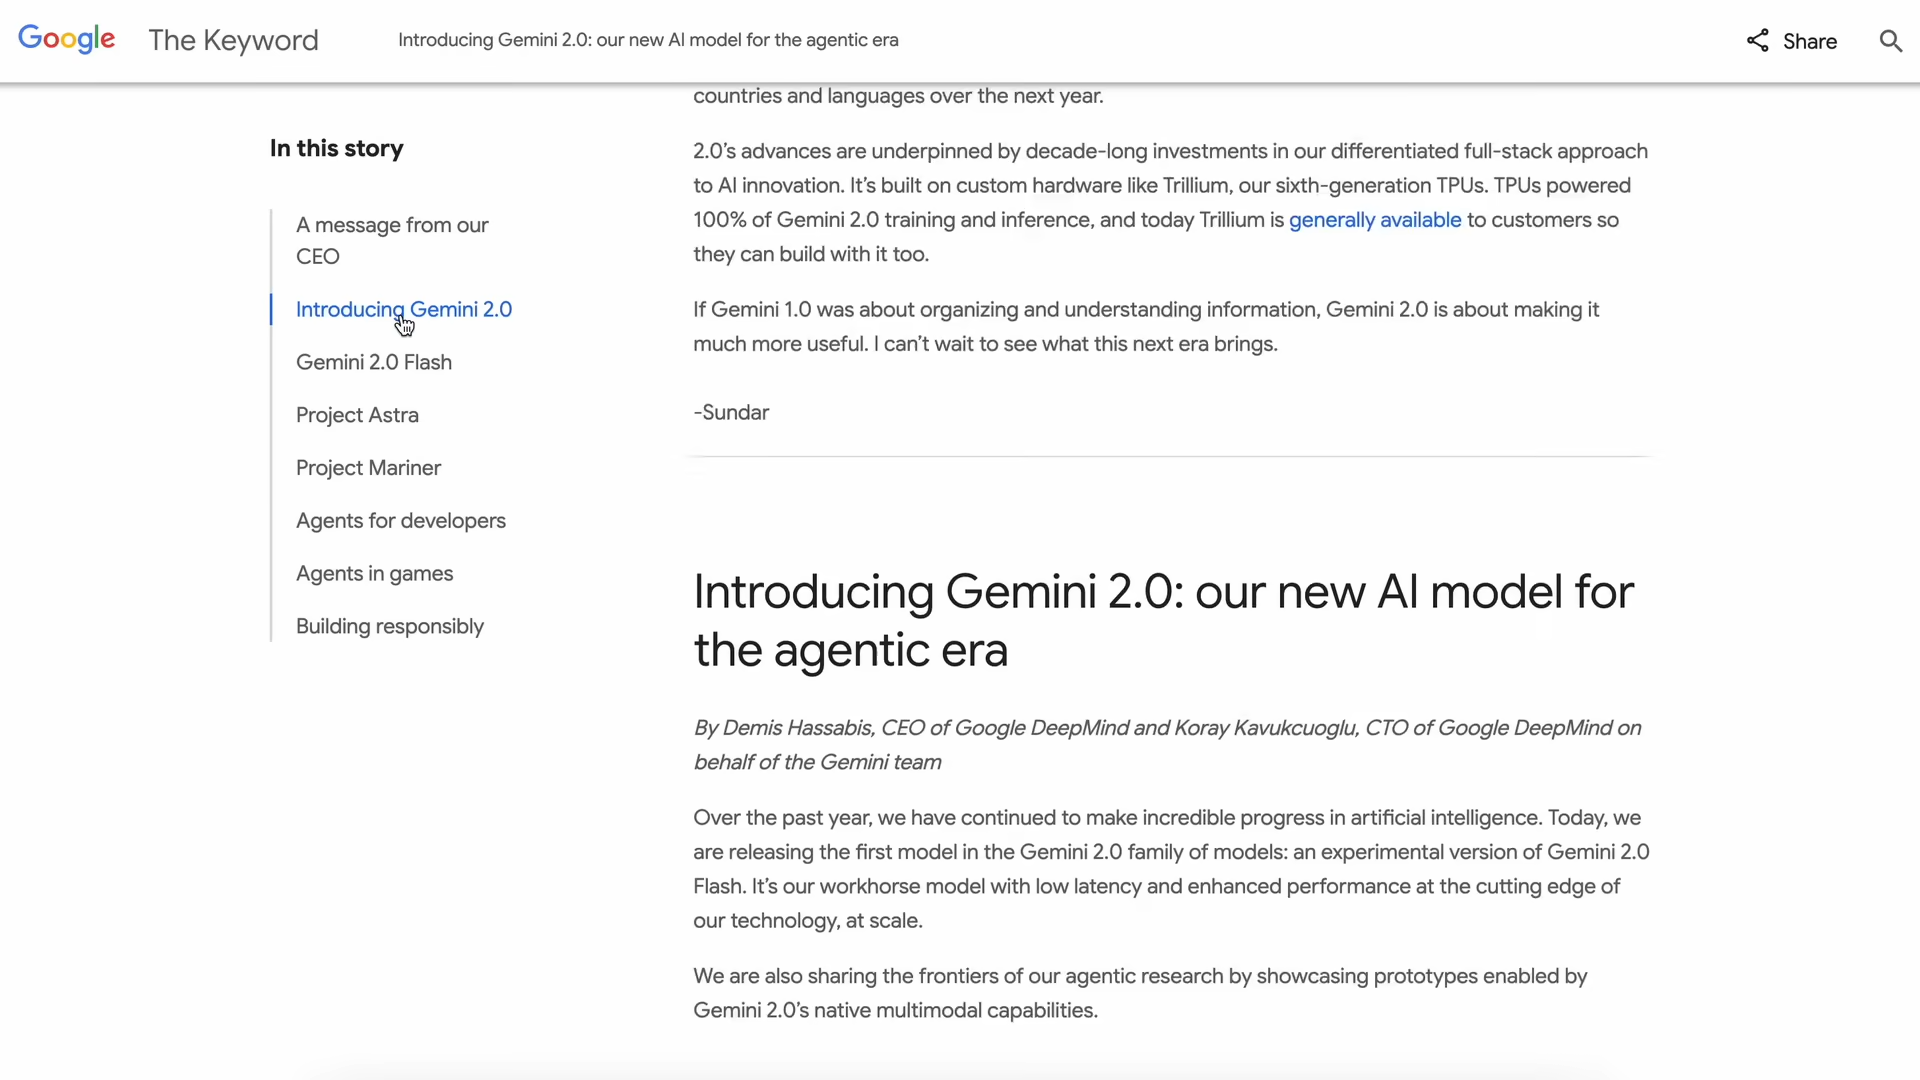 Google The Keyword Introducing Gemini 2.0: our new AI model for the agentic era Share
In this story
A message from our
CEO
Introducing Gemini 2.0
Gemini 2.0 Flash
Project Astra
Project Mariner
Agents for developers
Agents in games
Building responsibly
countries and languages over the next year.
2.0’s advances are underpinned by decade-long investments in our differentiated full-stack approach
to AI innovation. It’s built on custom hardware like Trillium, our sixth-generation TPUs. TPUs powered
100% of Gemini 2.0 training and inference, and today Trillium is generally available to customers so
they can build with it too.
If Gemini 1.0 was about organizing and understanding information, Gemini 2.0 is about making it
much more useful. I can’t wait to see what this next era brings.
-Sundar
Introducing Gemini 2.0: our new AI model for
the agentic era
By Demis Hassabis, CEO of Google DeepMind and Koray Kavukcuoglu, CTO of Google DeepMind on
behalf of the Gemini team
Over the past year, we have continued to make incredible progress in artificial intelligence. Today, we
are releasing the first model in the Gemini 2.0 family of models: an experimental version of Gemini 2.0
Flash. It’s our workhorse model with low latency and enhanced performance at the cutting edge of
our technology, at scale.
We are also sharing the frontiers of our agentic research by showcasing prototypes enabled by
Gemini 2.0’s native multimodal capabilities.